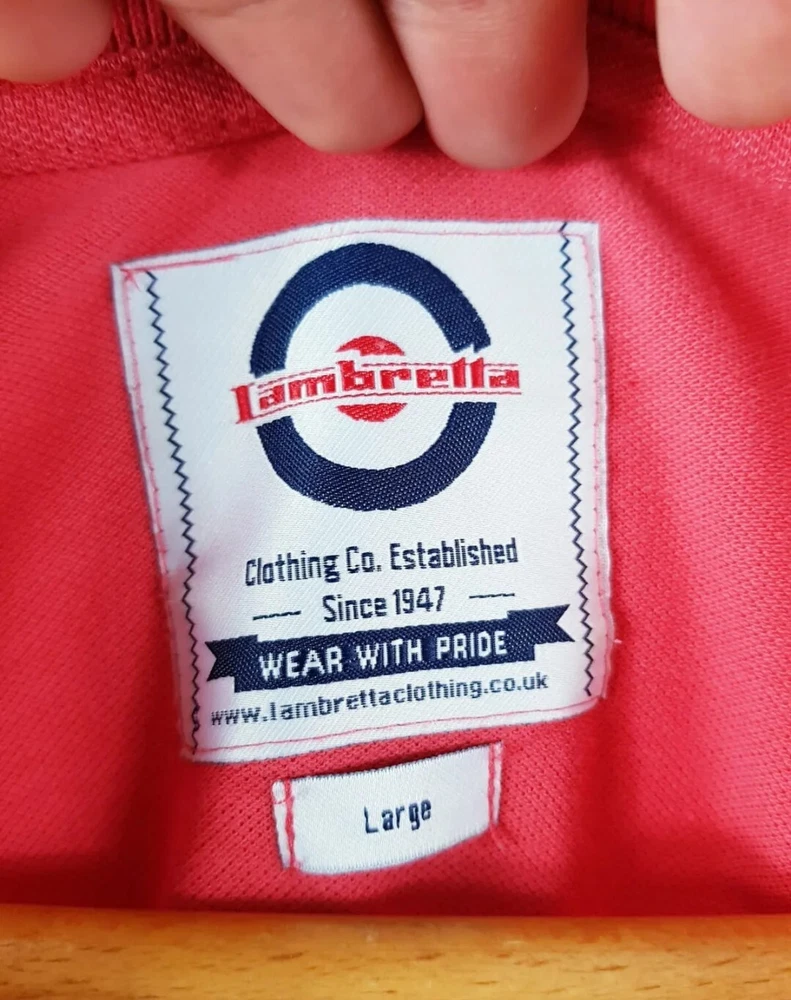 Lambretta
Clothing Co. Established
Since 1947
WEAR WITH PRIDE
www.lambrettaclothing.co.uk
Large